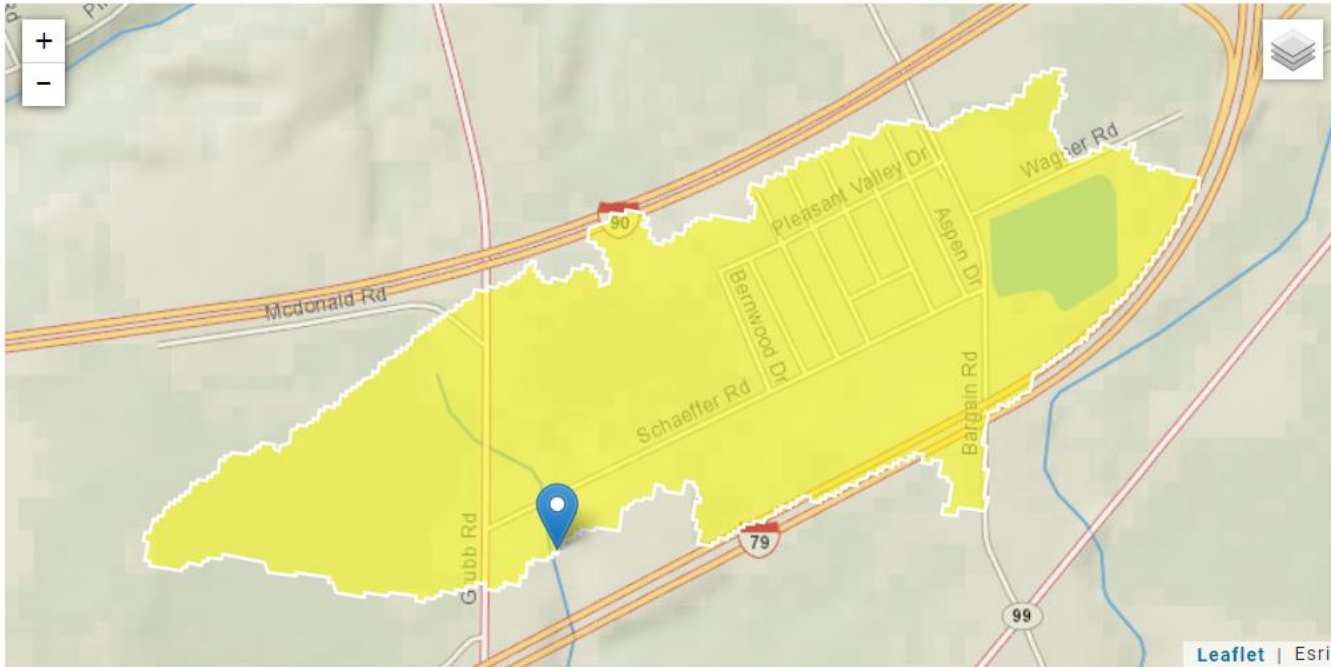 +
−
Wagner Rd
Pleasant Valley Dr
90
Aspen Dr
Mcdonald Rd
Bernwood Dr
Bargain Rd
Schaeffer Rd
Grubb Rd
79
99
Leaflet | Esri